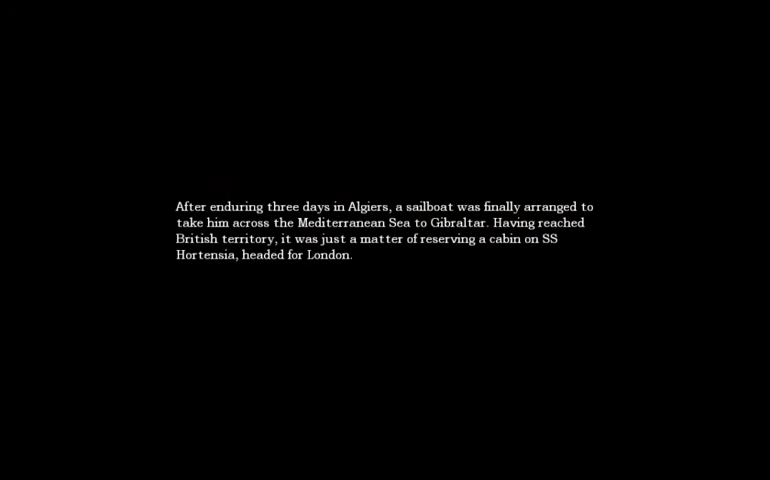 After enduring three days in Algiers, a sailboat was finally arranged to
take him across the Mediterranean Sea to Gibraltar. Having reached
British territory, it was just a matter of reserving a cabin on SS
Hortensia, headed for London.